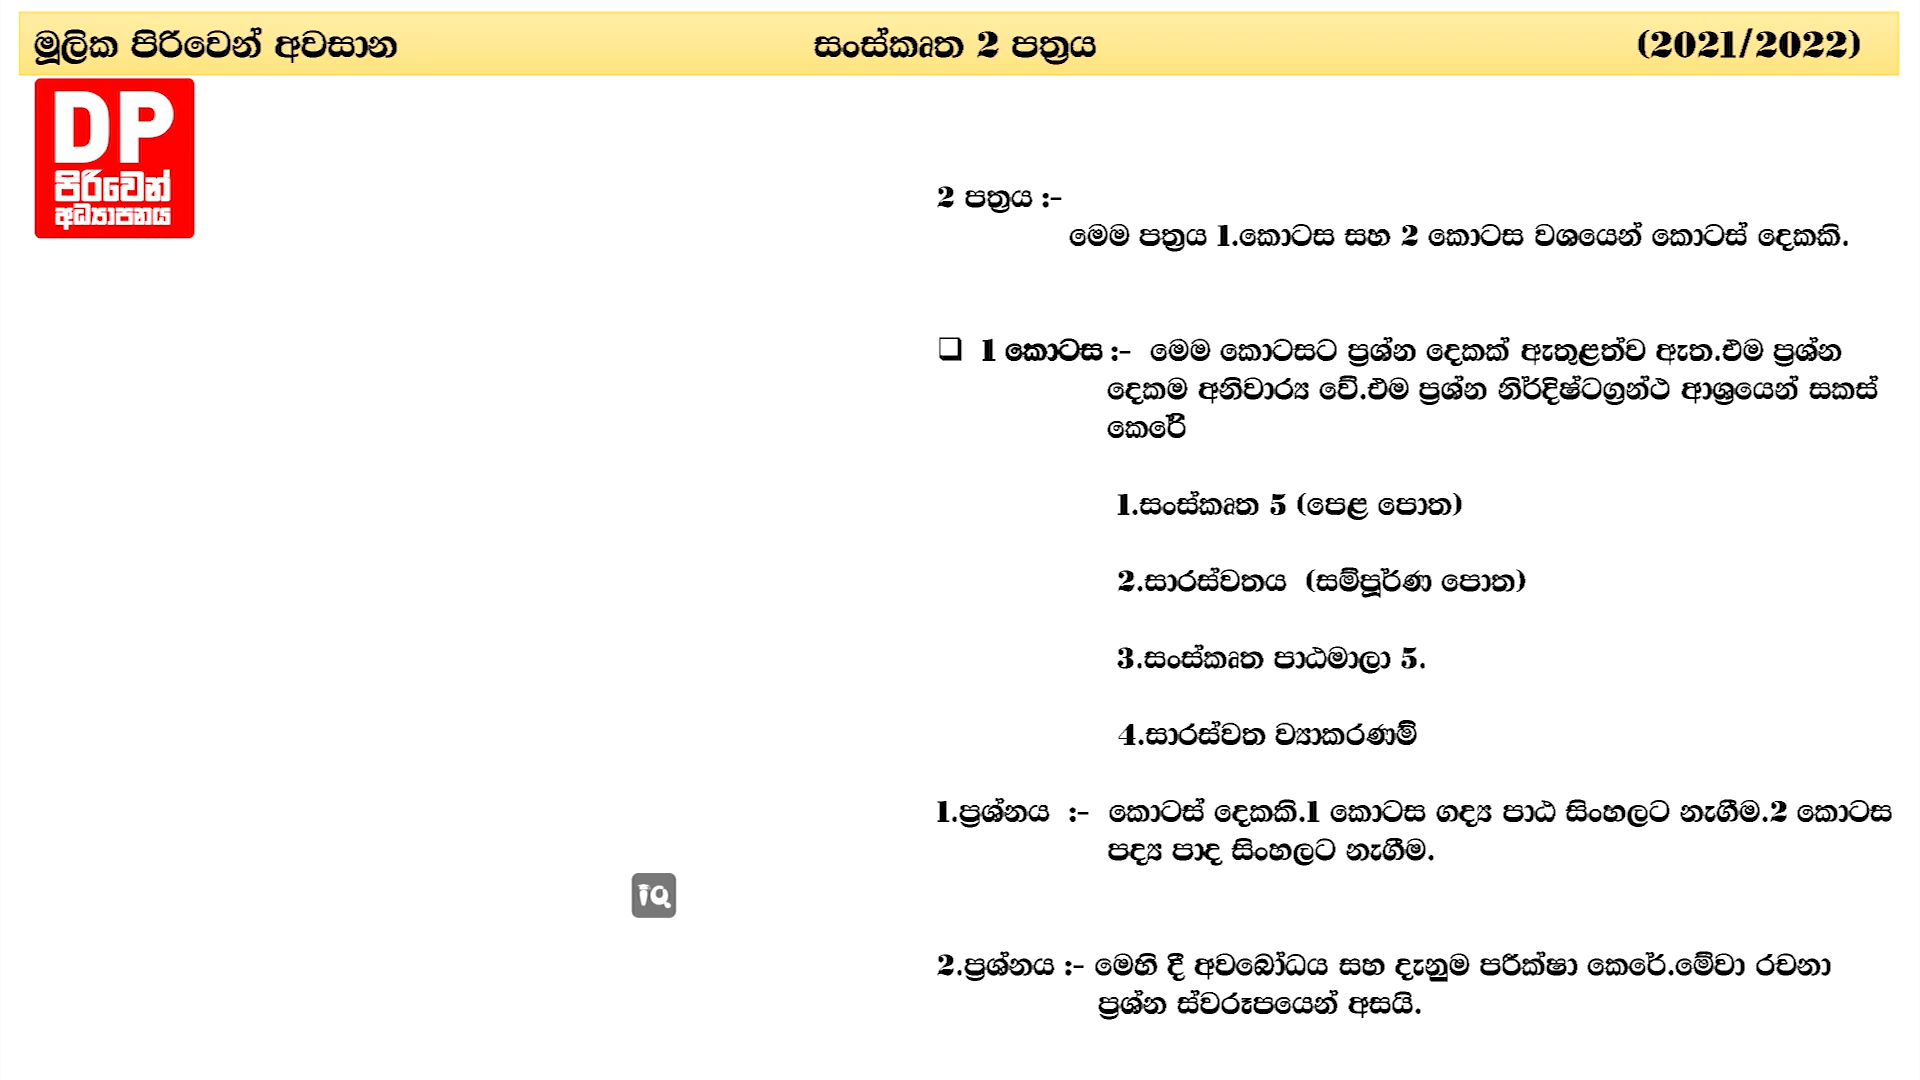 මූලික පිරිවෙන් අවසාන සංස්කෘත 2 පත්‍රය (2021/2022)
DP
පිරිවෙන්
අධ්‍යාපනය
2 පත්‍රය :-
මෙම පත්‍රය 1.කොටස සහ 2 කොටස වශයෙන් කොටස් දෙකකි.
❑ 1 කොටස :- මෙම කොටසට ප්‍රශ්න දෙකක් ඇතුළත්ව ඇත.එම ප්‍රශ්න
දෙකම අනිවාර්‍ය වේ.එම ප්‍රශ්න නිර්දිෂ්ටග්‍රන්ථ ආශ්‍රයෙන් සකස්
කෙරේ
1.සංස්කෘත 5 (පෙළ පොත)
2.සාරස්වතය (සම්පූර්ණ පොත)
3.සංස්කෘත පාඨමාලා 5.
4.සාරස්වත ව්‍යාකරණම්
1.ප්‍රශ්නය :- කොටස් දෙකකි.1 කොටස ගද්‍ය පාඨ සිංහලට නැගීම.2 කොටස
පද්‍ය පාද සිංහලට නැගීම.
IQ
2.ප්‍රශ්නය :- මෙහි දී අවබෝධය සහ දැනුම පරීක්ෂා කෙරේ.මේවා රචනා
ප්‍රශ්න ස්වරූපයෙන් අසයි.